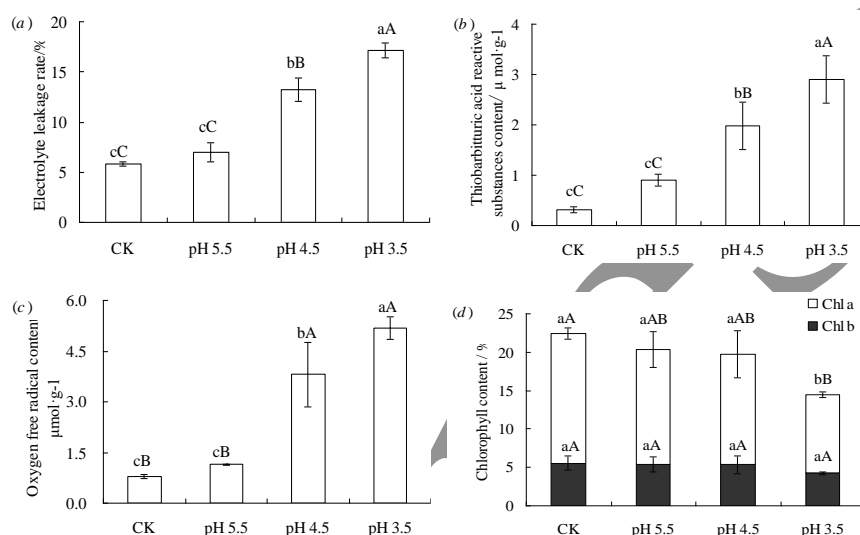 (a)
Electrolyte leakage rate/%
20
15
10
5
0
cC
cC
bB
aA
CK
pH 5.5
pH 4.5
pH 3.5
(b)
Thiobarbitturic acid reactive
substances content/ μ mol·g-1
4
3
2
1
0
cC
cC
bB
aA
CK
pH 5.5
pH 4.5
pH 3.5
(c)
Oxygen free radical content
μmol·g-1
6.0
4.5
3.0
1.5
0.0
cB
cB
bA
aA
CK
pH 5.5
pH 4.5
pH 3.5
(d)
Chl a
Chl b
Chlorophyll content / %
25
20
15
10
5
0
aA
aAB
aAB
bB
aA
aA
aA
aA
CK
pH 5.5
pH 4.5
pH 3.5